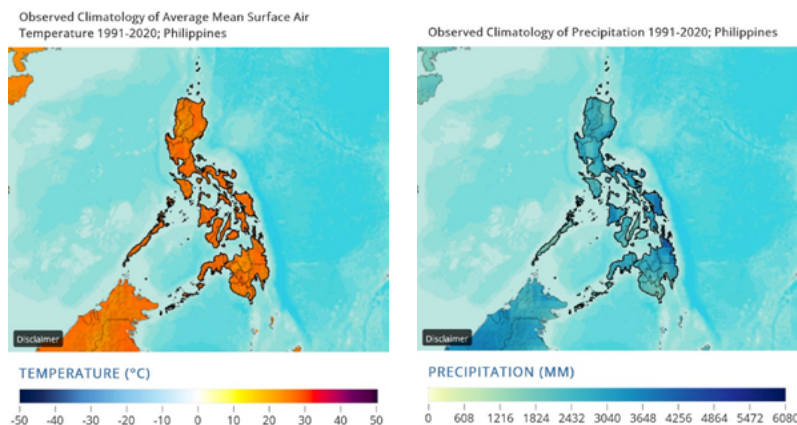 Observed Climatology of Average Mean Surface Air
Temperature 1991-2020; Philippines
Disclaimer
TEMPERATURE (°C)
-50 -40 -30 -20 -10 0 10 20 30 40 50
Observed Climatology of Precipitation 1991-2020; Philippines
Disclaimer
PRECIPITATION (MM)
0 608 1216 1824 2432 3040 3648 4256 4864 5472 6080